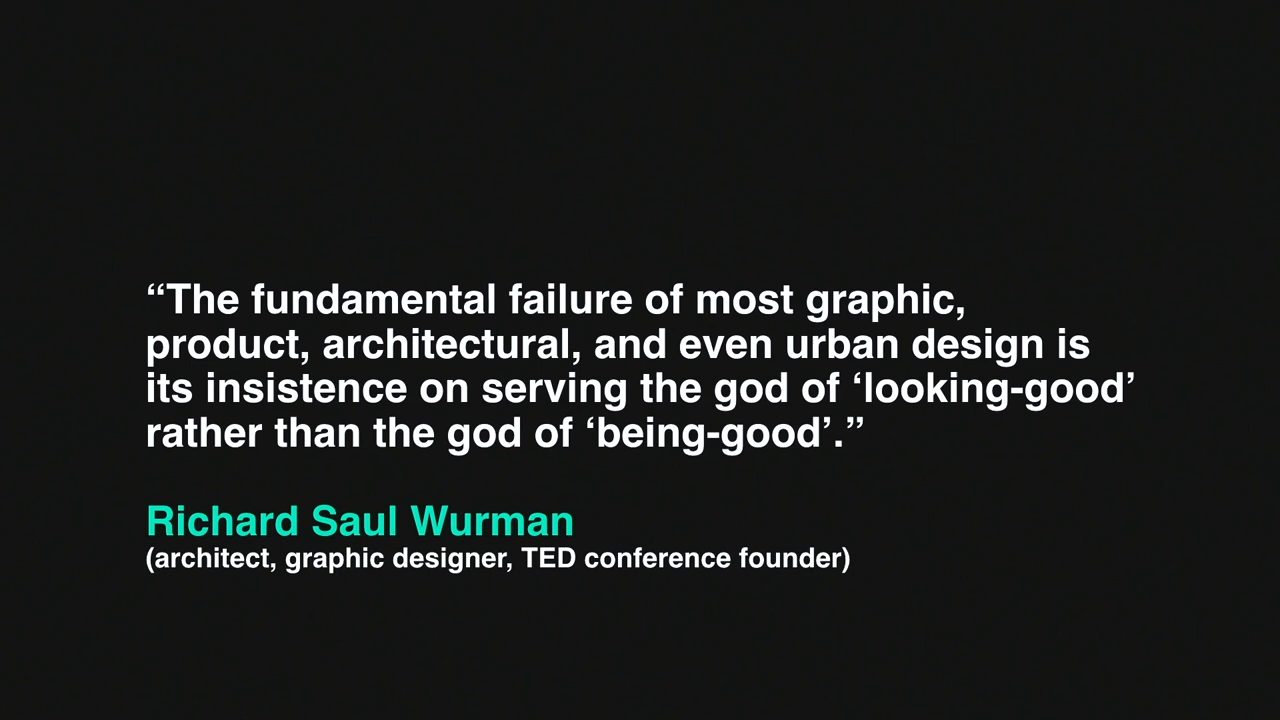 “The fundamental failure of most graphic,
product, architectural, and even urban design is
its insistence on serving the god of ‘looking-good’
rather than the god of ‘being-good’.”
Richard Saul Wurman
(architect, graphic designer, TED conference founder)